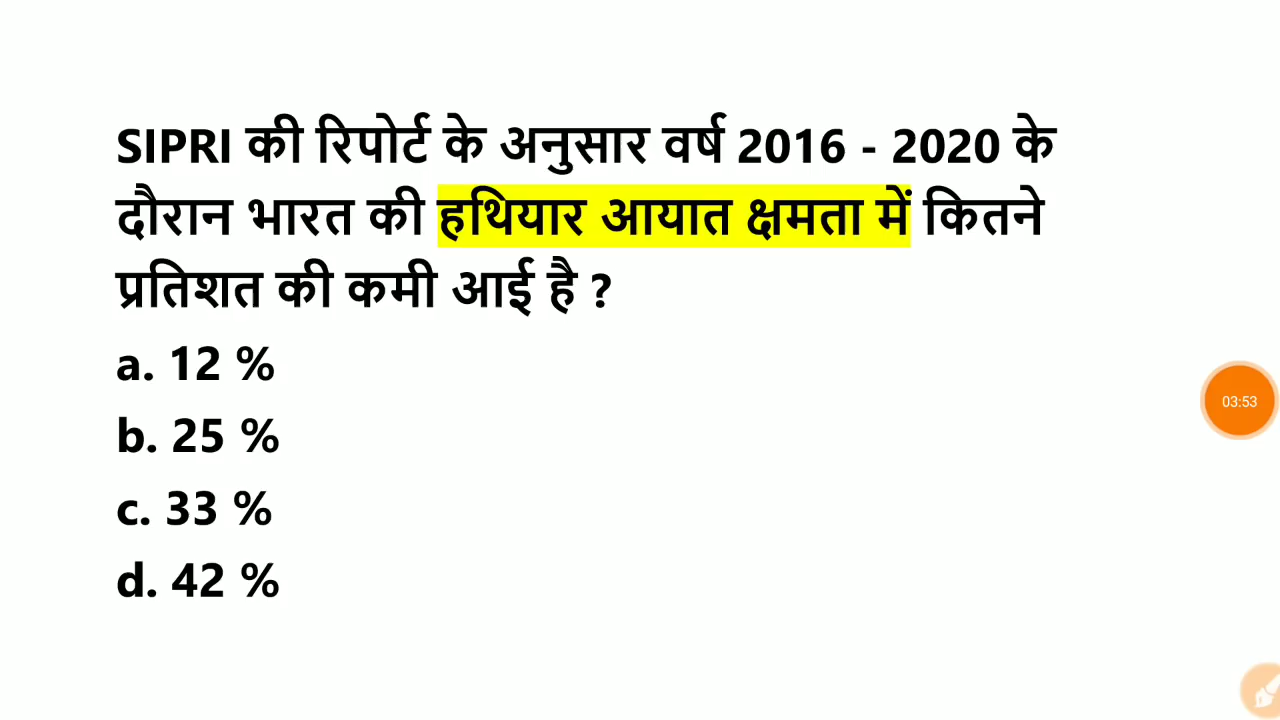 SIPRI की रिपोर्ट के अनुसार वर्ष 2016 - 2020 के
दौरान भारत की हथियार आयात क्षमता में कितने
प्रतिशत की कमी आई है ?
a. 12 %
b. 25 %
c. 33 %
d. 42 %
03:53